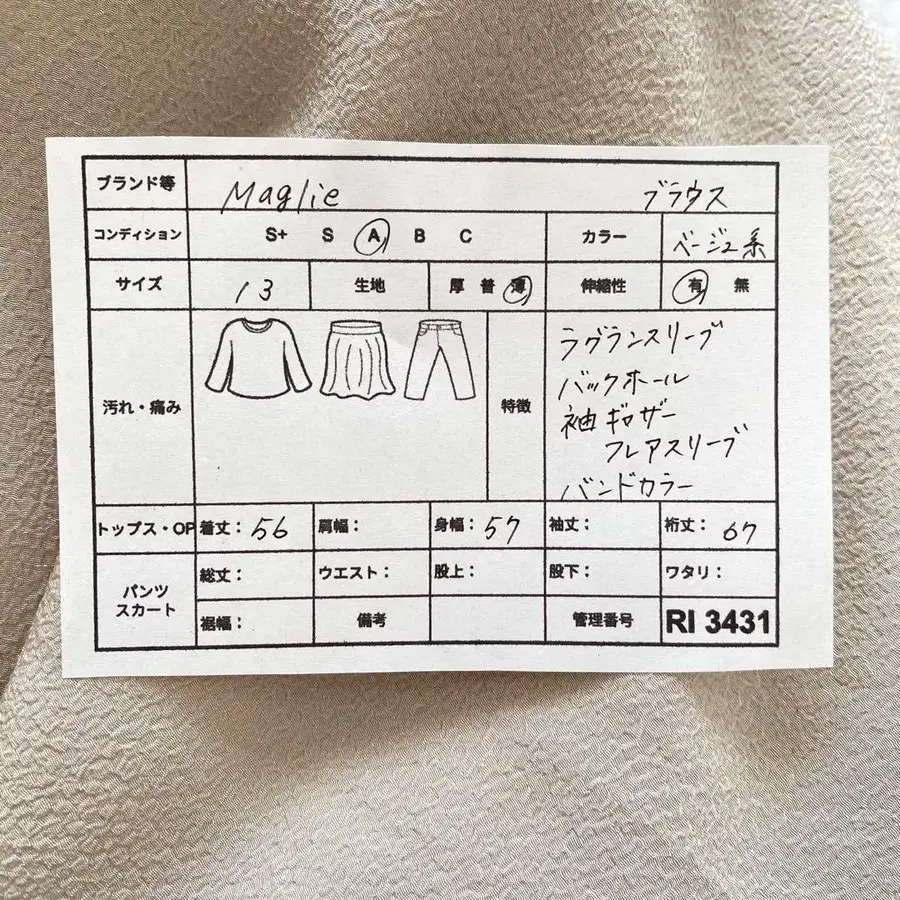 ブランド等 Maglie ブラウス
コンディション S+ S A B C カラー ベージュ系
サイズ 13 生地 厚 普 薄 伸縮性 有 無
汚れ・痛み 特徴
ラグランスリーブ
バックホール
袖ギャザー
フレアスリーブ
バンドカラー
トップス・OP 着丈：56 肩幅： 身幅：57 袖丈： 裄丈：67
パンツ
スカート
総丈： ウエスト： 股上： 股下： ワタリ：
裾幅： 備考 管理番号 RI 3431